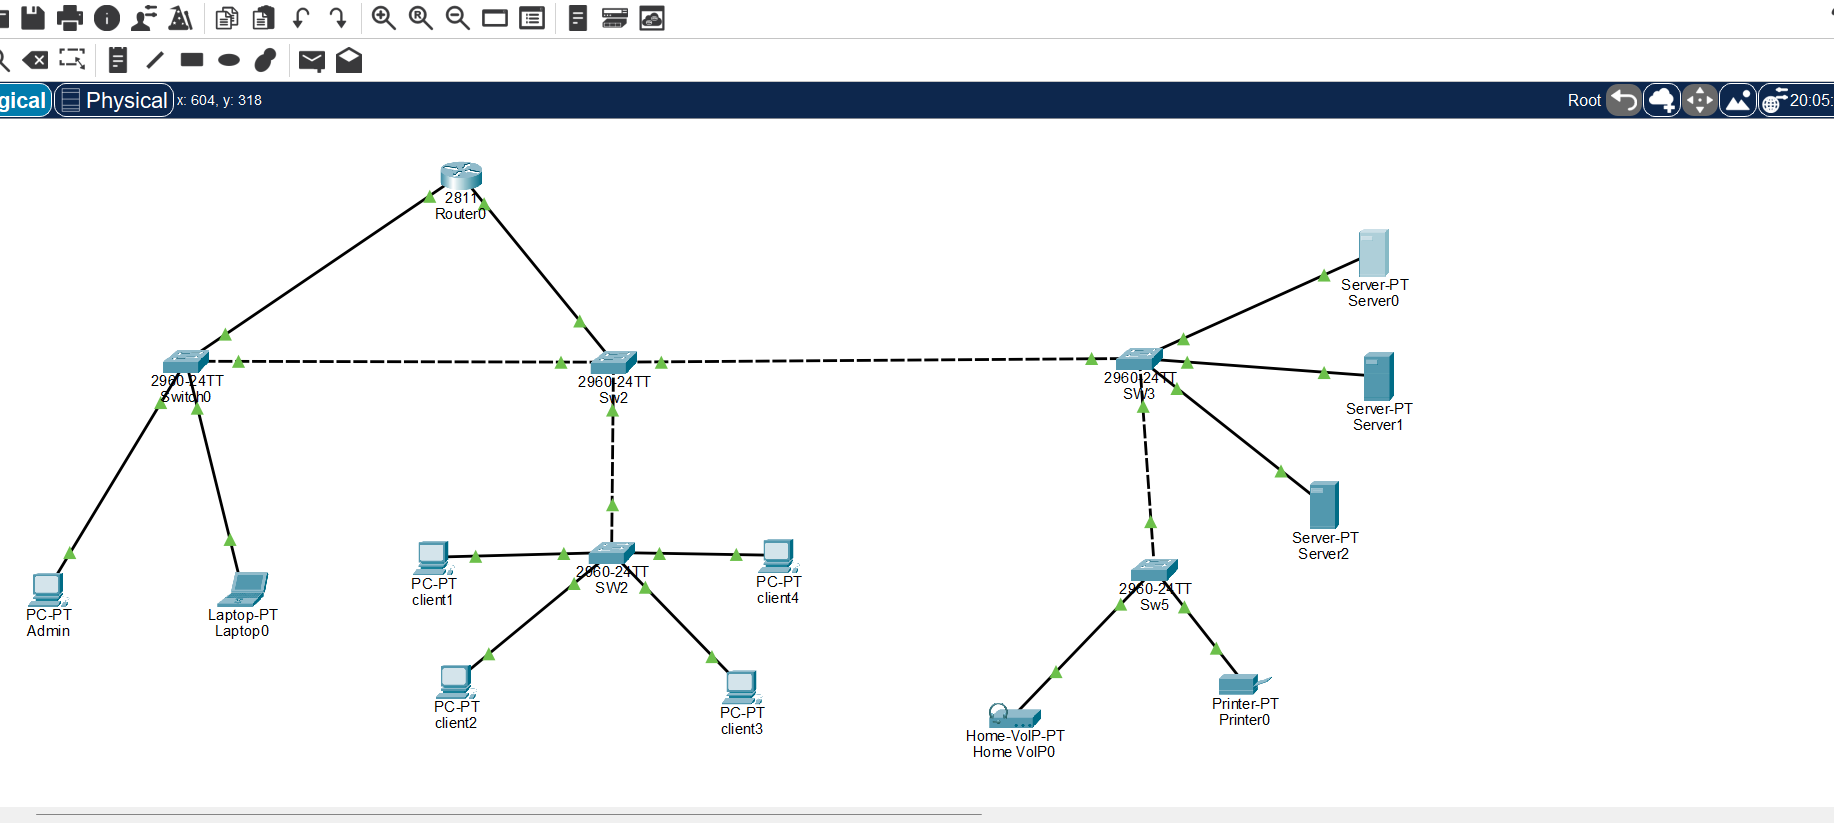 gical Physical x: 604, y: 318 Root 20:05:
2811
Router0
Server-PT
Server0
2960-24TT
Switch0
2960-24TT
Sw2
2960-24TT
SW3
Server-PT
Server1
Server-PT
Server2
PC-PT
client1
2960-24TT
SW2
PC-PT
client4
2960-24TT
Sw5
PC-PT
Admin
Laptop-PT
Laptop0
PC-PT
client2
PC-PT
client3
Printer-PT
Printer0
Home-VoIP-PT
Home VoIP0